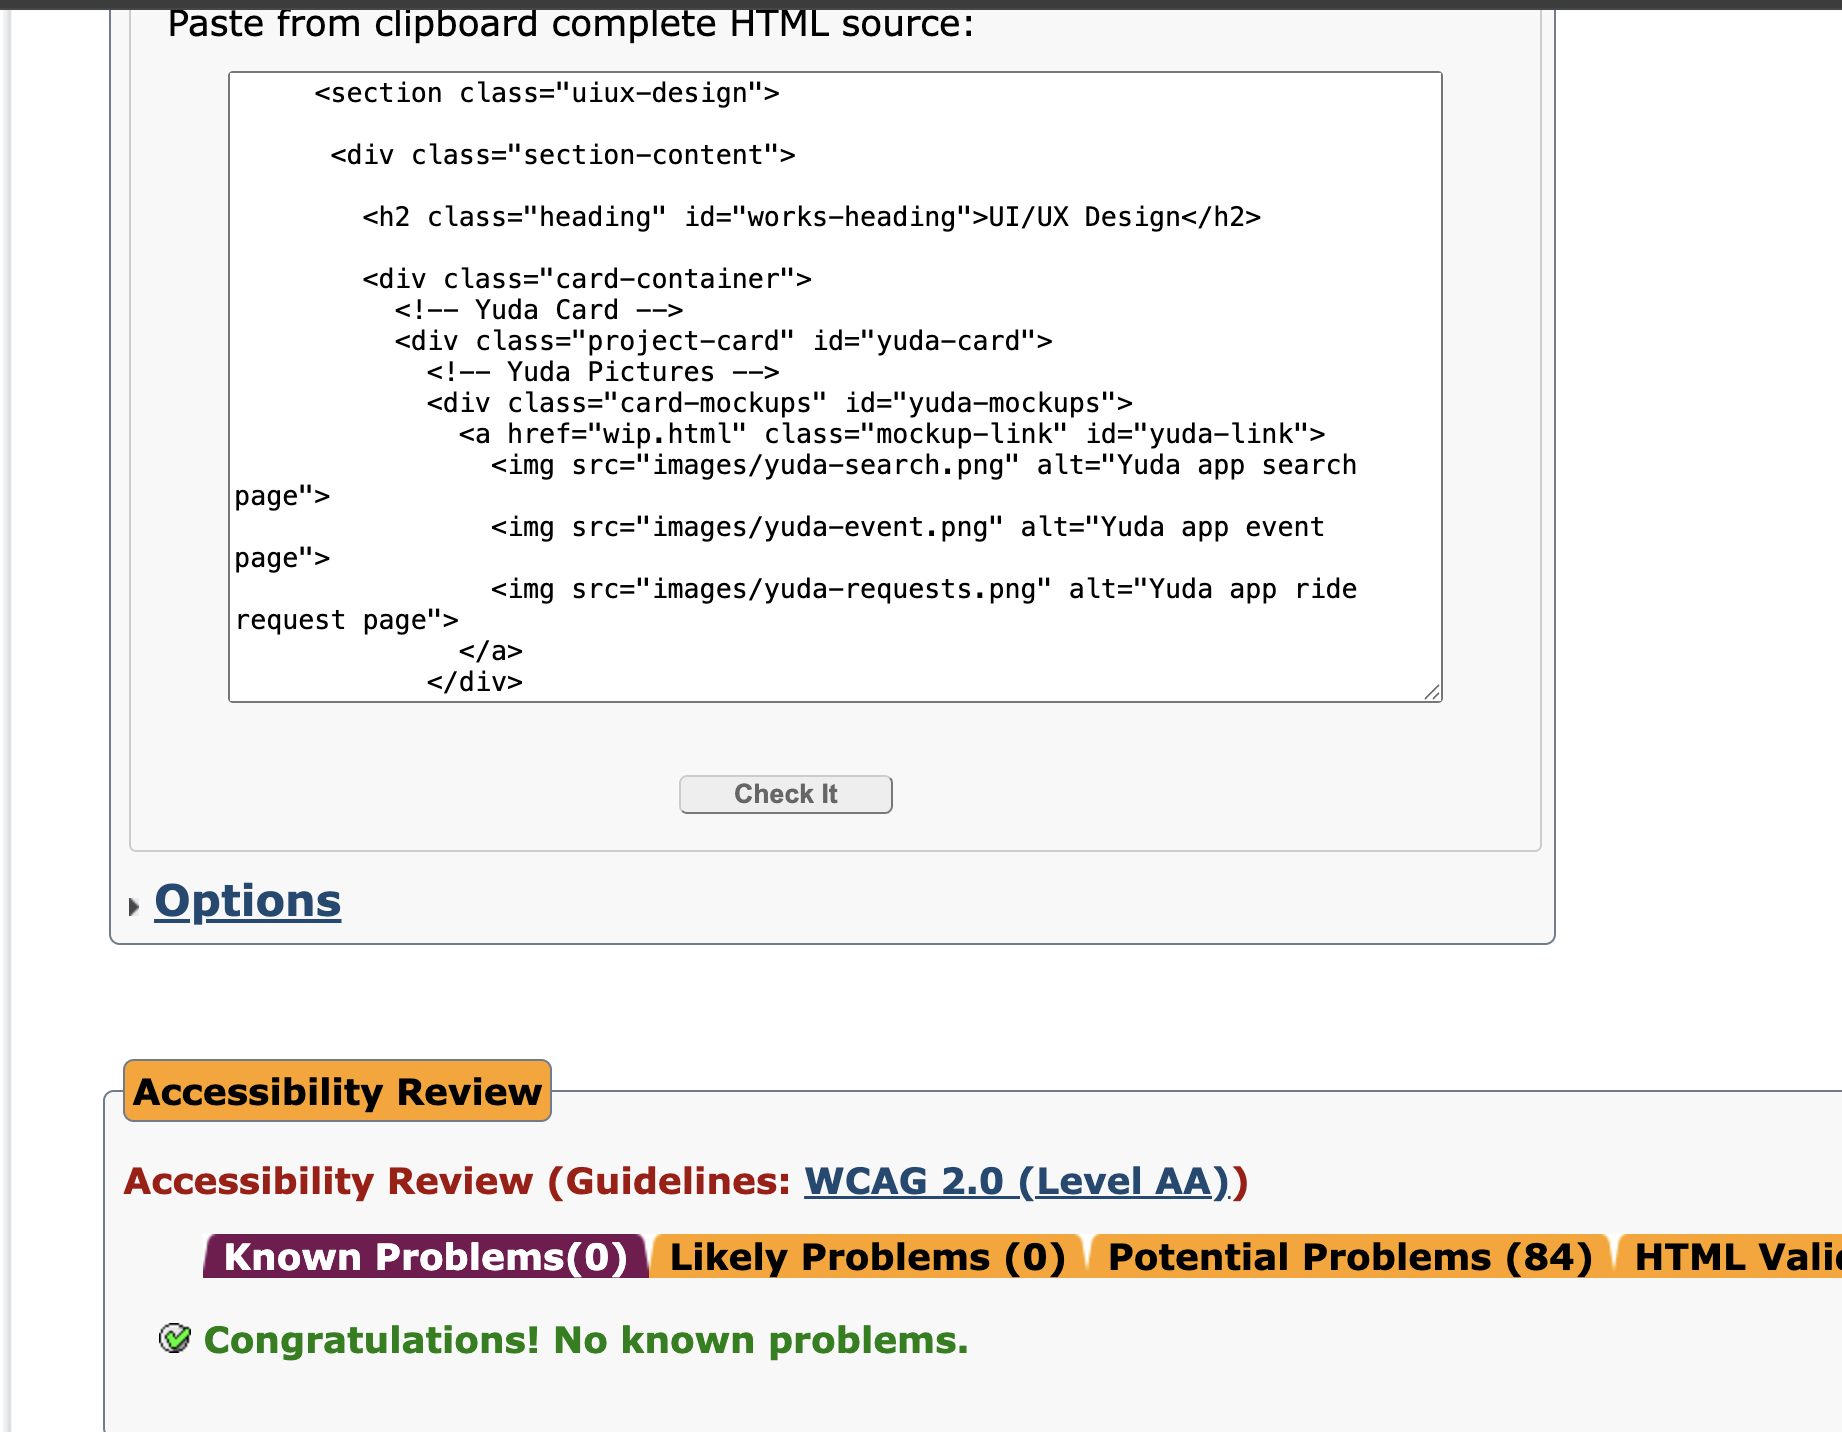 Paste from clipboard complete HTML source:
<section class="uiux-design">
<div class="section-content">
<h2 class="heading" id="works-heading">UI/UX Design</h2>
<div class="card-container">
<!-- Yuda Card -->
<div class="project-card" id="yuda-card">
<!-- Yuda Pictures -->
<div class="card-mockups" id="yuda-mockups">
<a href="wip.html" class="mockup-link" id="yuda-link">
<img src="images/yuda-search.png" alt="Yuda app search
page">
<img src="images/yuda-event.png" alt="Yuda app event
page">
<img src="images/yuda-requests.png" alt="Yuda app ride
request page">
</a>
</div>
Check It
Options
Accessibility Review
Accessibility Review (Guidelines: WCAG 2.0 (Level AA))
Known Problems(0) Likely Problems (0) Potential Problems (84) HTML
Congratulations! No known problems.